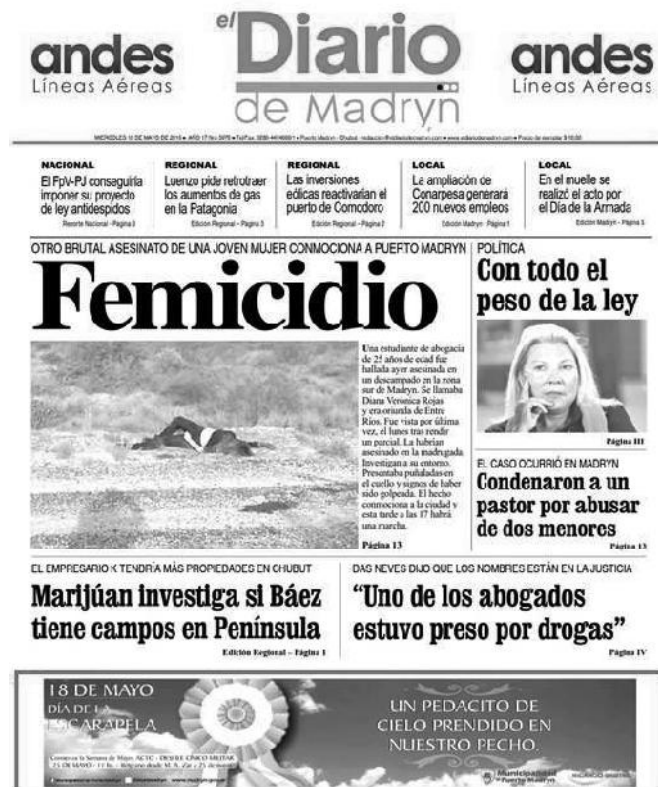 andes
Líneas Aéreas
el Diario
de Madryn
andes
Líneas Aéreas
NACIONAL
El FpV-PJ conseguiría
imponer su proyecto
de ley antidespidos
Reporte Nacional - Página 8
REGIONAL
Luenzo pide retrotraer
los aumentos de gas
en la Patagonia
Edición Regional - Página 3
REGIONAL
Las inversiones
eólicas reactivarían el
puerto de Comodoro
Edición Regional - Página 2
LOCAL
La ampliación de
Conarpesa generará
200 nuevos empleos
Edición Madryn - Página 1
LOCAL
En el muelle se
realizó el acto por
el Día de la Armada
Edición Madryn - Página 5
OTRO BRUTAL ASESINATO DE UNA JOVEN MUJER CONMOCIONA A PUERTO MADRYN
Femicidio
Una estudiante de abogacía
de 25 años de edad fue
hallada ayer asesinada en
un descampado en la zona
sur de Madryn. Se llamaba
Diana Veronica Rojas
y era oriunda de Entre
Ríos. Fue vista por última
vez, el lunes tras rendir
un parcial. La habrían
asesinado en la madrugada
Investigan a su entorno.
Presentaba puñaladas en
el cuello y signos de haber
sido golpeada. El hecho
conmociona a la ciudad y
esta tarde a las 17 habrá
una marcha.
Página 13
POLÍTICA
Con todo el
peso de la ley
Página III
EL CASO OCURRIÓ EN MADRYN
Condenaron a un
pastor por abusar
de dos menores
Página 13
EL EMPRESARIO K TENDRÍA MÁS PROPIEDADES EN CHUBUT
Marijúan investiga si Báez
tiene campos en Península
Edición Regional – Página 1
DAS NEVES DIJO QUE LOS NOMBRES ESTÁN EN LA JUSTICIA
“Uno de los abogados
estuvo preso por drogas”
Página IV
18 DE MAYO
DÍA DE LA
ESCARAPELA
UN PEDACITO DE
CIELO PRENDIDO EN
NUESTRO PECHO.
Municipalidad
de Puerto Madryn